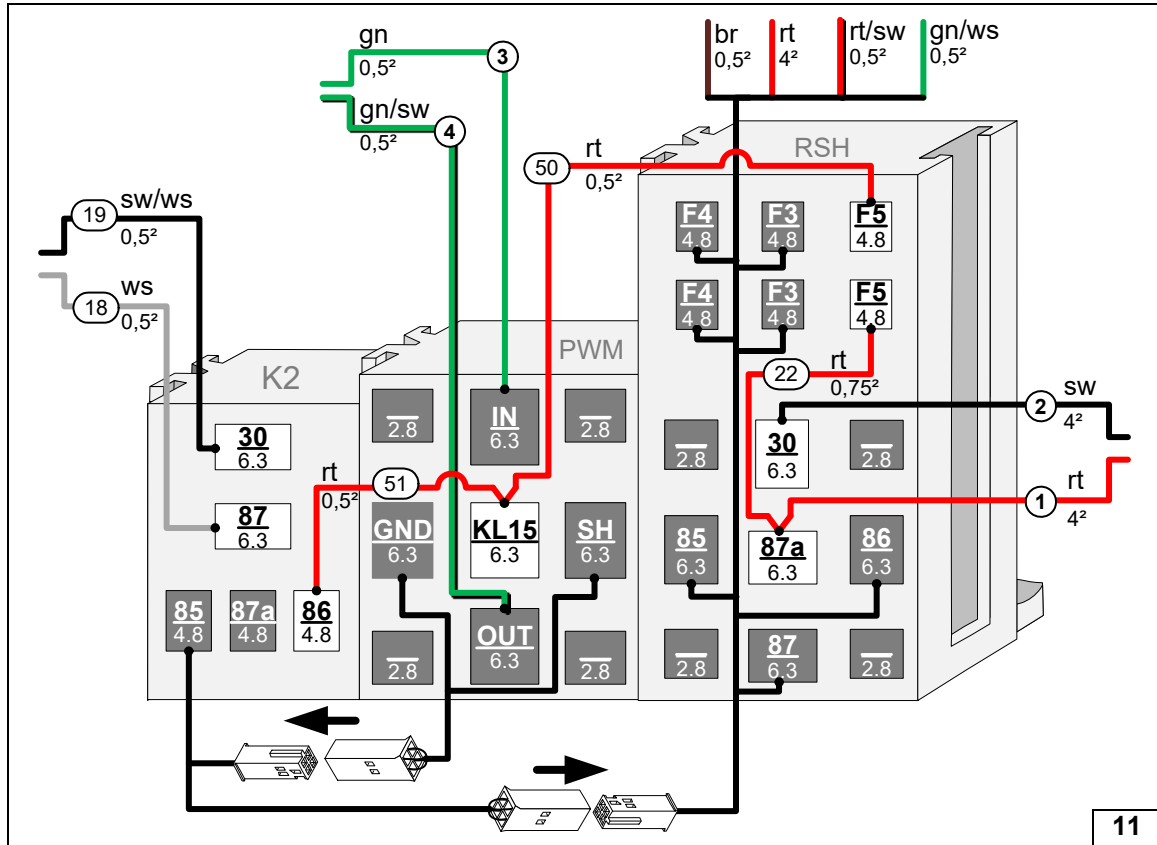 gn
0,5²
3
gn/sw
0,5²
4
br
0,5²
rt
4²
rt/sw
0,5²
gn/ws
0,5²
RSH
50
rt
0,5²
19
sw/ws
0,5²
18
ws
0,5²
F4
4.8
F3
4.8
F5
4.8
F4
4.8
F3
4.8
F5
4.8
22
rt
0,75²
2
sw
4²
1
rt
4²
K2
PWM
30
6.3
87
6.3
rt
0,5²
51
85
4.8
87a
4.8
86
4.8
2.8
IN
6.3
2.8
GND
6.3
KL15
6.3
SH
6.3
2.8
OUT
6.3
2.8
2.8
30
6.3
2.8
85
6.3
87a
6.3
86
6.3
2.8
87
6.3
2.8
11